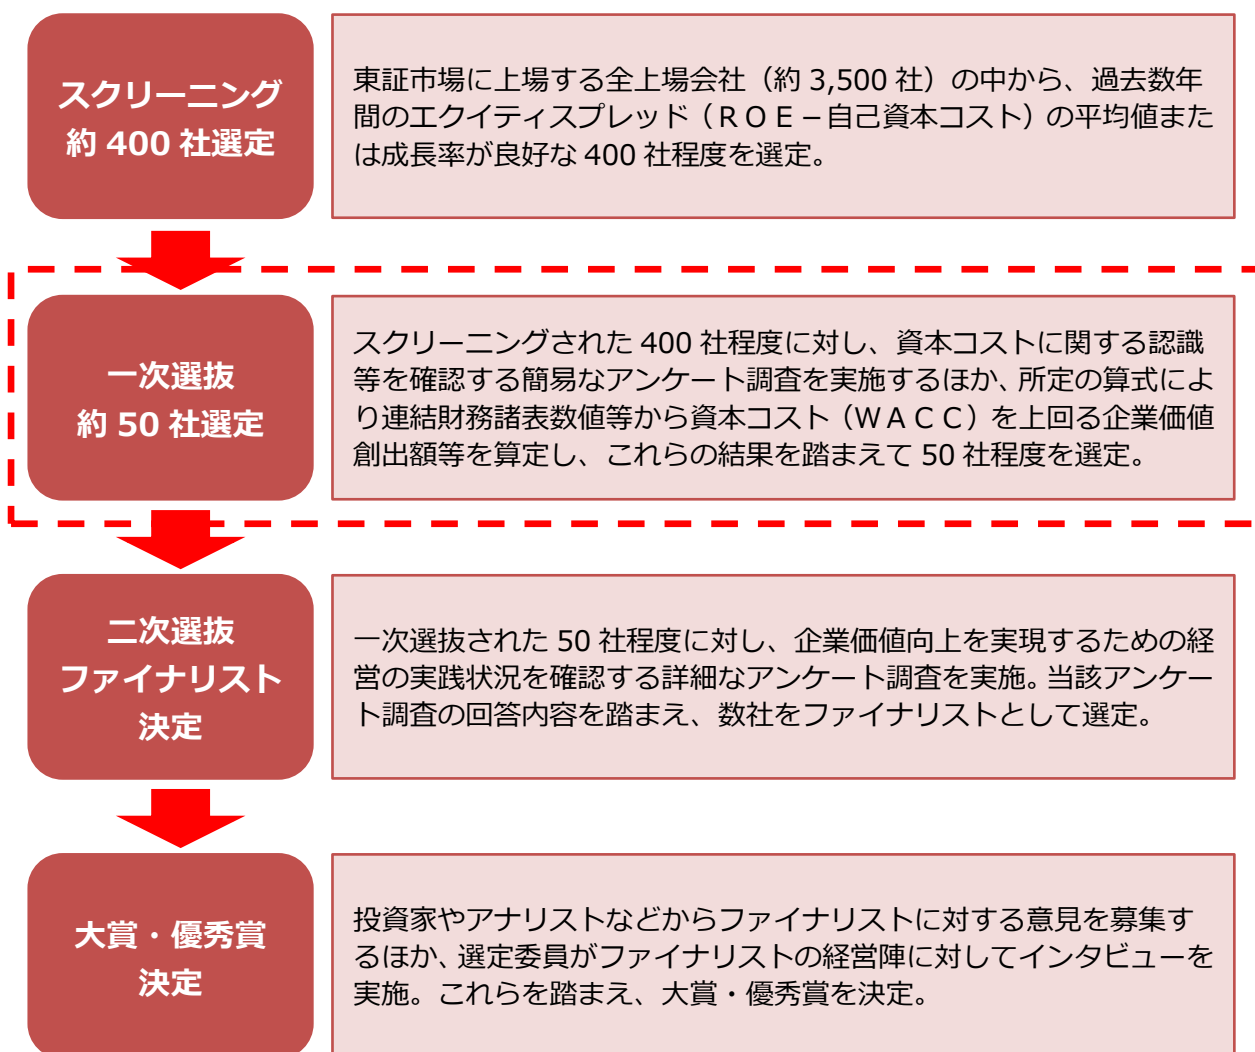 スクリーニング
約 400 社選定
東証市場に上場する全上場会社（約 3,500 社）の中から、過去数年
間のエクイティスプレッド（ＲＯＥ－自己資本コスト）の平均値また
は成長率が良好な 400 社程度を選定。
一次選抜
約 50 社選定
スクリーニングされた 400 社程度に対し、資本コストに関する認識
等を確認する簡易なアンケート調査を実施するほか、所定の算式によ
り連結財務諸表数値等から資本コスト（ＷＡＣＣ）を上回る企業価値
創出額等を算定し、これらの結果を踏まえて 50 社程度を選定。
二次選抜
ファイナリスト
決定
一次選抜された 50 社程度に対し、企業価値向上を実現するための経
営の実践状況を確認する詳細なアンケート調査を実施。当該アンケー
ト調査の回答内容を踏まえ、数社をファイナリストとして選定。
大賞・優秀賞
決定
投資家やアナリストなどからファイナリストに対する意見を募集す
るほか、選定委員がファイナリストの経営陣に対してインタビューを
実施。これらを踏まえ、大賞・優秀賞を決定。